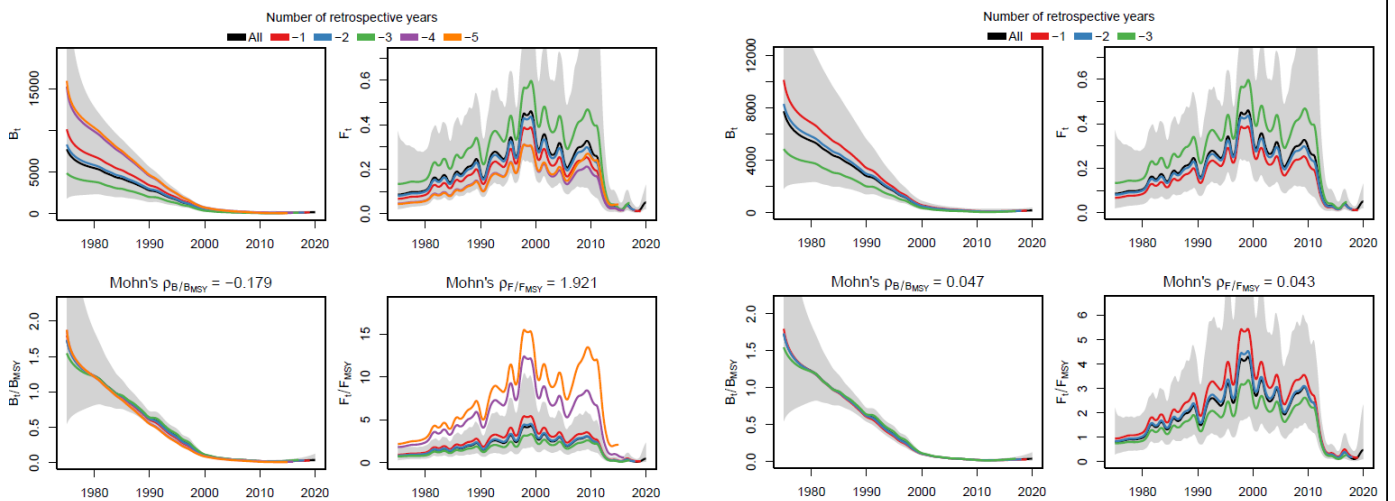 Number of retrospective years
All −1 −2 −3 −4 −5
Bt
15000
5000
0
1980 1990 2000 2010 2020
Ft
0.6
0.4
0.2
0.0
1980 1990 2000 2010 2020
Mohn's ρB/BMSY = −0.179
Bt/BMSY
2.0
1.5
1.0
0.5
0.0
1980 1990 2000 2010 2020
Mohn's ρF/FMSY = 1.921
Ft/FMSY
15
10
5
0
1980 1990 2000 2010 2020
Number of retrospective years
All −1 −2 −3
Bt
12000
8000
4000
0
1980 1990 2000 2010 2020
Ft
0.6
0.4
0.2
0.0
1980 1990 2000 2010 2020
Mohn's ρB/BMSY = 0.047
Bt/BMSY
2.0
1.5
1.0
0.5
0.0
1980 1990 2000 2010 2020
Mohn's ρF/FMSY = 0.043
Ft/FMSY
6
5
4
3
2
1
0
1980 1990 2000 2010 2020